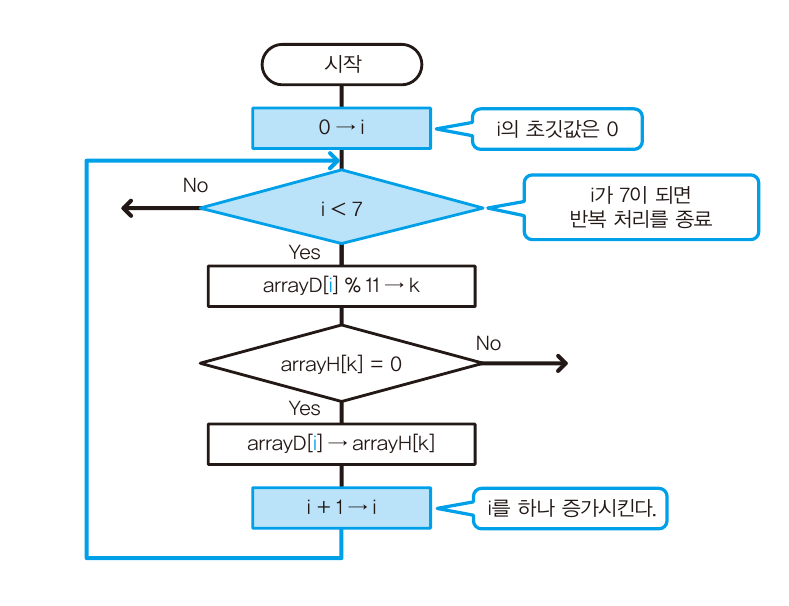 시작
0 → i
i의 초깃값은 0
No
i < 7
i가 7이 되면
반복 처리를 종료
Yes
arrayD[i] % 11 → k
No
arrayH[k] = 0
Yes
arrayD[i] → arrayH[k]
i + 1 → i
i를 하나 증가시킨다.